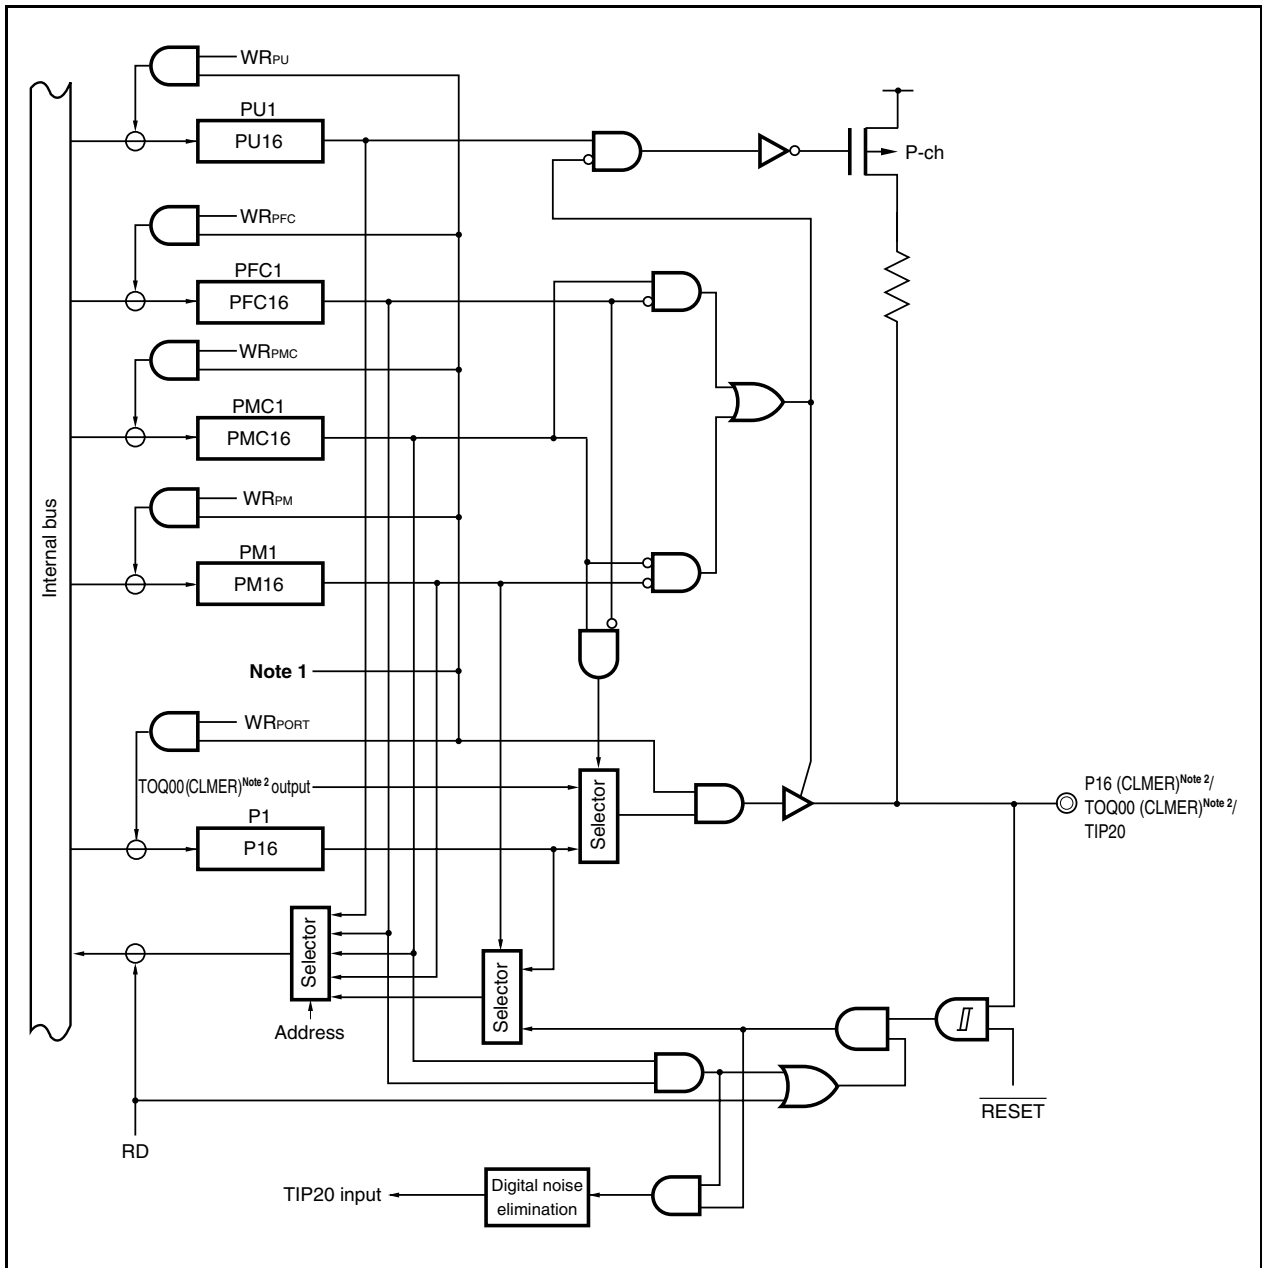 WRPU
PU1
PU16
P-ch
WRPFC
PFC1
PFC16
WRPMC
PMC1
PMC16
WRPM
PM1
PM16
Internal bus
Note 1
WRPORT
TOQ00(CLMER)Note 2 output
P1
P16
Selector
P16 (CLMER)Note 2/
TOQ00 (CLMER)Note 2/
TIP20
Selector
Selector
Address
RESET
RD
TIP20 input
Digital noise
elimination